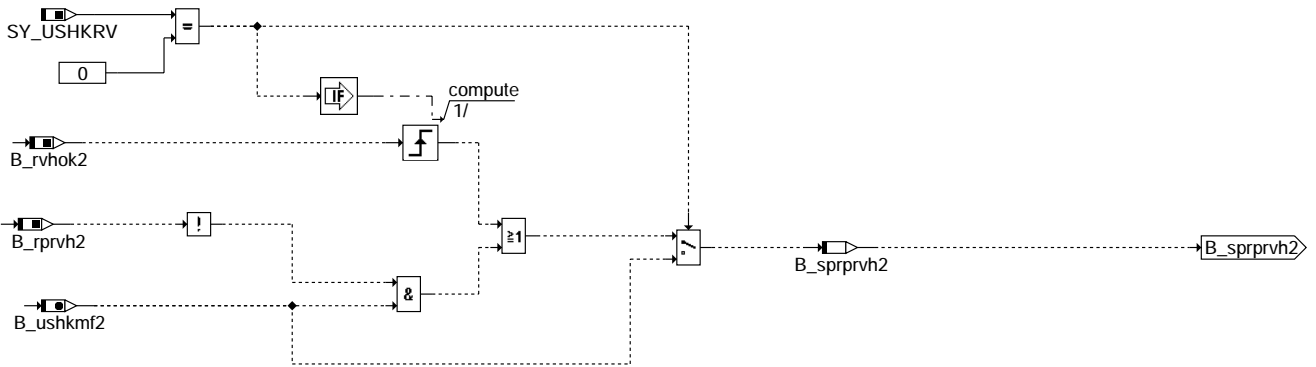 SY_USHKRV
=
0
IF
compute
1/
B_rvhok2
B_rprvh2
!
≧1
B_sprprvh2
B_sprprvh2
&
B_ushkmf2